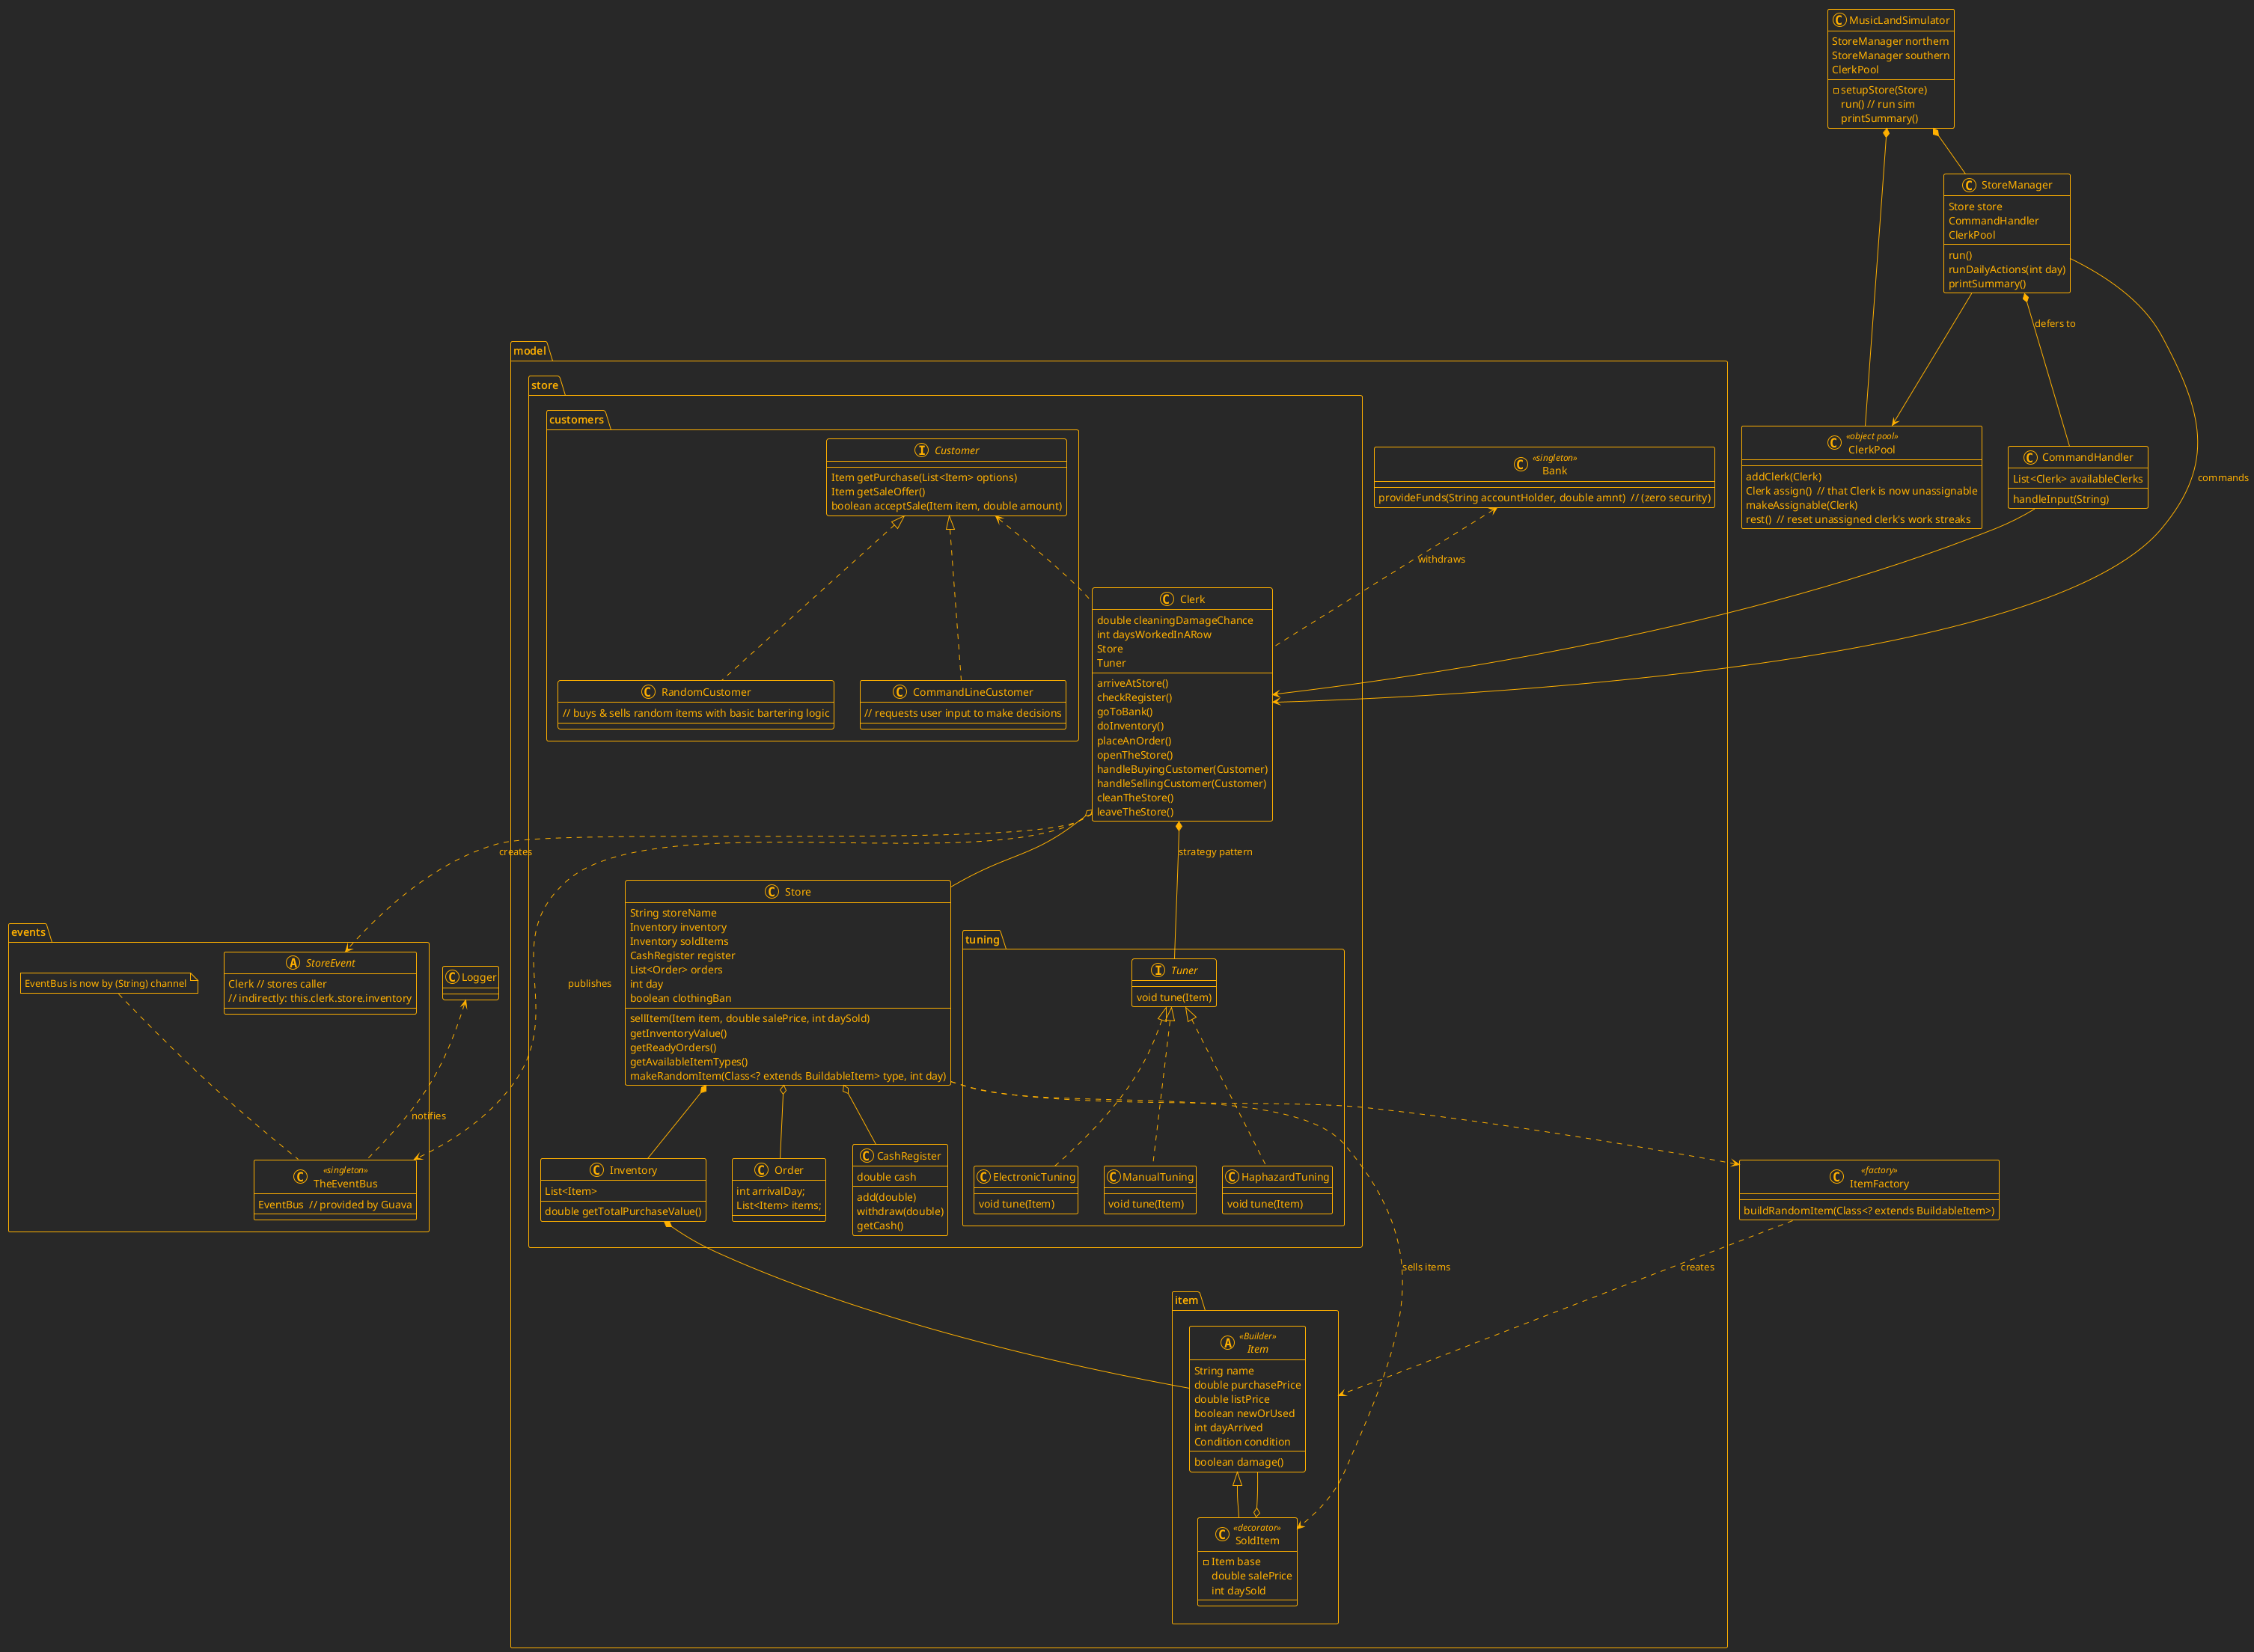 C MusicLandSimulator
StoreManager northern
StoreManager southern
ClerkPool
setupStore(Store)
run() // run sim
printSummary()
C StoreManager
Store store
CommandHandler
ClerkPool
run()
runDailyActions(int day)
printSummary()
defers to
commands
C «object pool»
ClerkPool
addClerk(Clerk)
Clerk assign()  // that Clerk is now unassignable
makeAssignable(Clerk)
rest()  // reset unassigned clerk's work streaks
C CommandHandler
List<Clerk> availableClerks
handleInput(String)
model
store
customers
I Customer
Item getPurchase(List<Item> options)
Item getSaleOffer()
boolean acceptSale(Item item, double amount)
C «singleton»
Bank
provideFunds(String accountHolder, double amnt)  // (zero security)
withdraws
C RandomCustomer
// buys & sells random items with basic bartering logic
C CommandLineCustomer
// requests user input to make decisions
C Clerk
double cleaningDamageChance
int daysWorkedInARow
Store
Tuner
arriveAtStore()
checkRegister()
goToBank()
doInventory()
placeAnOrder()
openTheStore()
handleBuyingCustomer(Customer)
handleSellingCustomer(Customer)
cleanTheStore()
leaveTheStore()
creates
strategy pattern
publishes
events
EventBus is now by (String) channel
A StoreEvent
Clerk // stores caller
// indirectly: this.clerk.store.inventory
C Logger
notifies
C «singleton»
TheEventBus
EventBus  // provided by Guava
C Store
String storeName
Inventory inventory
Inventory soldItems
CashRegister register
List<Order> orders
int day
boolean clothingBan
sellItem(Item item, double salePrice, int daySold)
getInventoryValue()
getReadyOrders()
getAvailableItemTypes()
makeRandomItem(Class<? extends BuildableItem> type, int day)
tuning
I Tuner
void tune(Item)
C Inventory
List<Item>
double getTotalPurchaseValue()
C Order
int arrivalDay;
List<Item> items;
C CashRegister
double cash
add(double)
withdraw(double)
getCash()
C ElectronicTuning
void tune(Item)
C ManualTuning
void tune(Item)
C HaphazardTuning
void tune(Item)
C «factory»
ItemFactory
buildRandomItem(Class<? extends BuildableItem>)
sells items
creates
item
A «Builder»
Item
String name
double purchasePrice
double listPrice
boolean newOrUsed
int dayArrived
Condition condition
boolean damage()
C «decorator»
SoldItem
Item base
double salePrice
int daySold